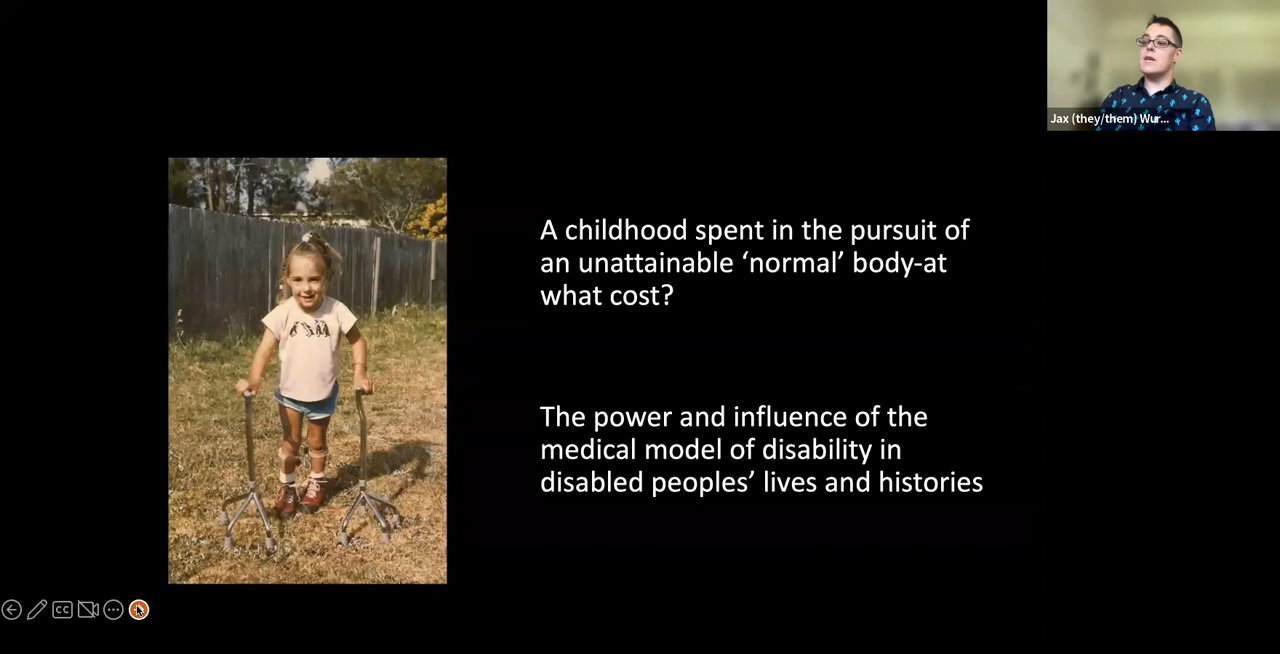 Jax (they/them) Wur...
A childhood spent in the pursuit of
an unattainable ‘normal’ body-at
what cost?
The power and influence of the
medical model of disability in
disabled peoples’ lives and histories
CC